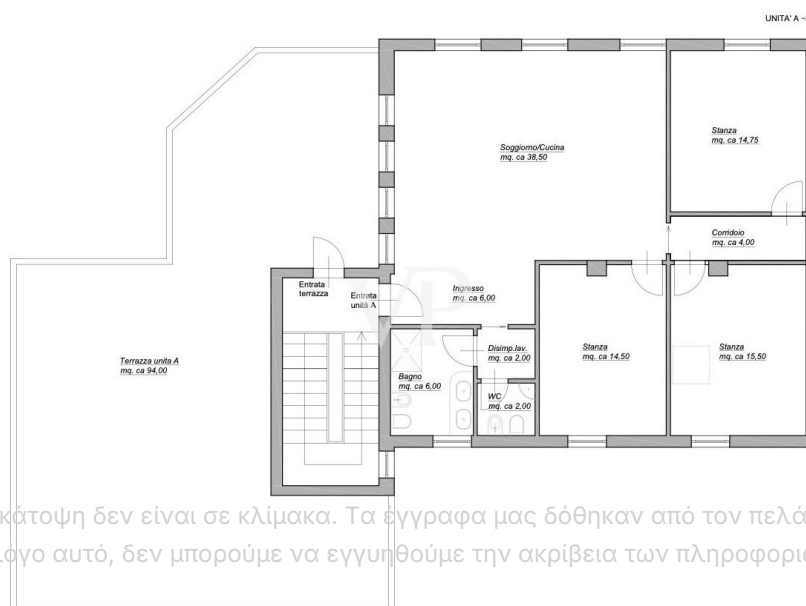 UNITA' A
Stanza
mq. ca 14,75
Soggiorno/Cucina
mq. ca 38,50
Corridoio
mq. ca 4,00
Entrata
terrazza
Entrata
unità A
Ingresso
mq. ca 6,00
VP
Terrazza unita A
mq. ca 94,00
Disimp.lav.
mq. ca 2,00
Stanza
mq. ca 14,50
Stanza
mq. ca 15,50
Bagno
mq. ca 6,00
WC
mq. ca 2,00
κάτοψη δεν είναι σε κλίμακα. Τα έγγραφα μας δόθηκαν από τον
αυτό, δεν μπορούμε να εγγυηθούμε την ακρίβεια των